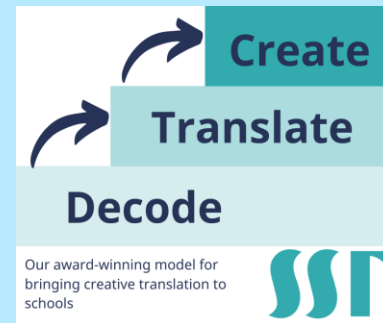 Create
Translate
Decode
Our award-winning model for
bringing creative translation to
schools